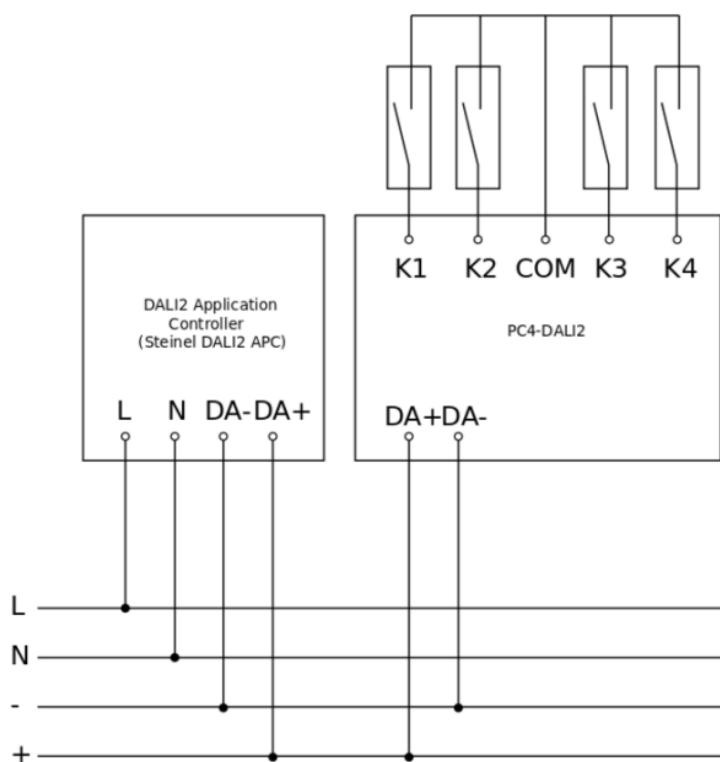 K1 K2 COM K3 K4
DALI2 Application
Controller
(Steinel DALI2 APC)
PC4-DALI2
L N DA- DA+
DA+ DA-
L
N
-
+